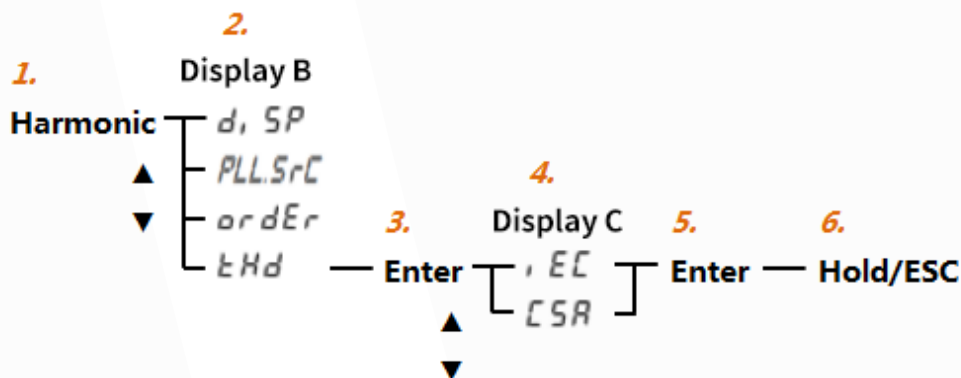 2.
Display B
1.
Harmonic
d, SP
PLL.SrC
4.
▲
▼
ordEr
3.
Display C
5.
6.
tHd
Enter
, EC
Enter
Hold/ESC
CSA
▲
▼